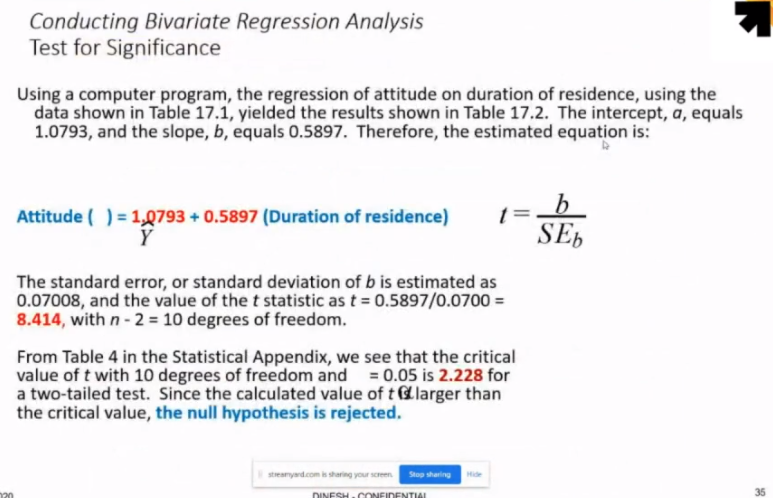 Conducting Bivariate Regression Analysis
Test for Significance
Using a computer program, the regression of attitude on duration of residence, using the
data shown in Table 17.1, yielded the results shown in Table 17.2. The intercept, a, equals
1.0793, and the slope, b, equals 0.5897. Therefore, the estimated equation is:
Attitude ( ) = 1.0793 + 0.5897 (Duration of residence)
Ŷ
t = b / SEb
The standard error, or standard deviation of b is estimated as
0.07008, and the value of the t statistic as t = 0.5897/0.0700 =
8.414, with n - 2 = 10 degrees of freedom.
From Table 4 in the Statistical Appendix, we see that the critical
value of t with 10 degrees of freedom and = 0.05 is 2.228 for
a two-tailed test. Since the calculated value of t α larger than
the critical value, the null hypothesis is rejected.
streamyard.com is sharing your screen. Stop sharing Hide
020
DINESH - CONFIDENTIAL
35